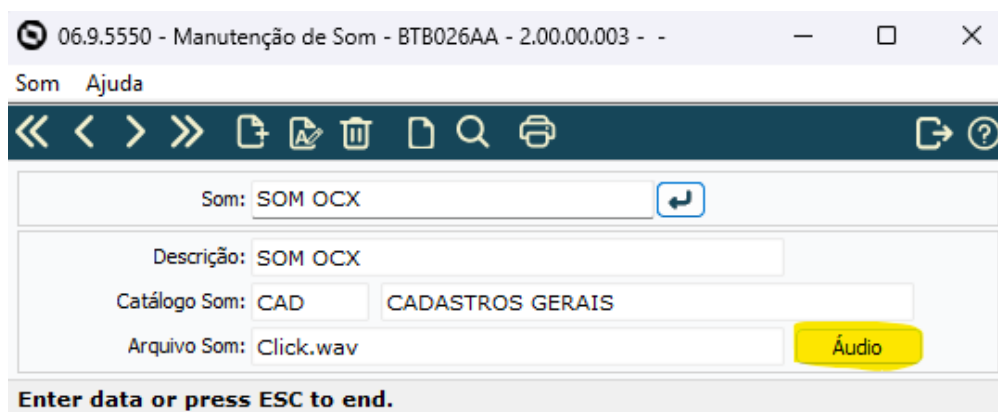 06.9.5550 - Manutenção de Som - BTB026AA - 2.00.00.003 - -
Som Ajuda
Som: SOM OCX
Descrição: SOM OCX
Catálogo Som: CAD CADASTROS GERAIS
Arquivo Som: Click.wav Áudio
Enter data or press ESC to end.